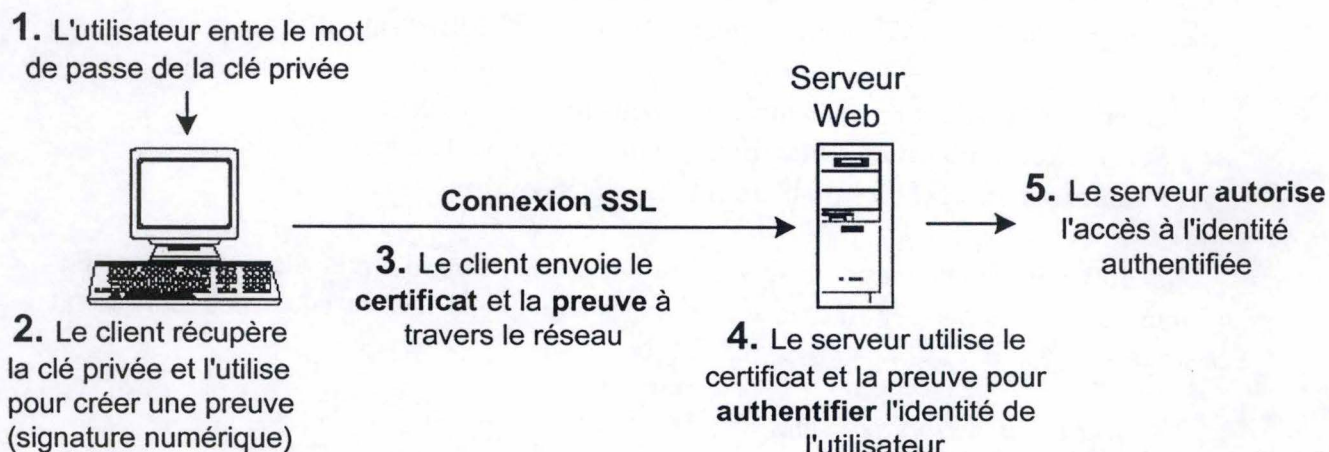 1. L'utilisateur entre le mot
de passe de la clé privée
Serveur
Web
Connexion SSL
3. Le client envoie le
certificat et la preuve à
travers le réseau
5. Le serveur autorise
l'accès à l'identité
authentifiée
2. Le client récupère
la clé privée et l'utilise
pour créer une preuve
(signature numérique)
4. Le serveur utilise le
certificat et la preuve pour
authentifier l'identité de
l'utilisateur